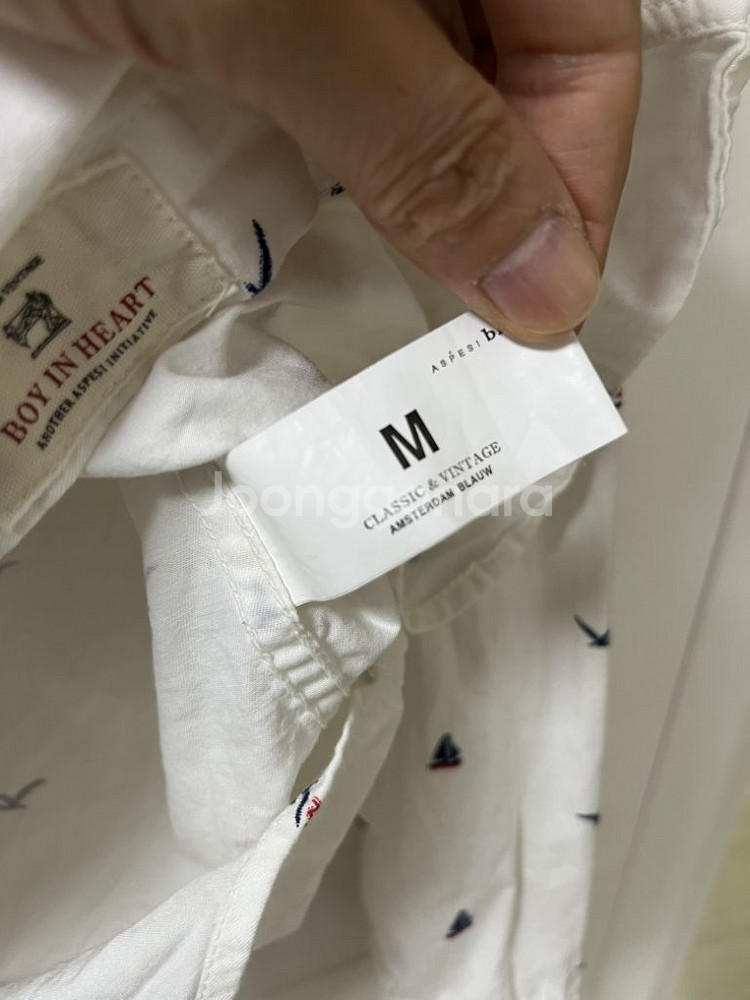 BOY IN HEART
ANOTHER ASPESI INITIATIVE
ASPESI
M
CLASSIC & VINTAGE
AMSTERDAM BLAUW